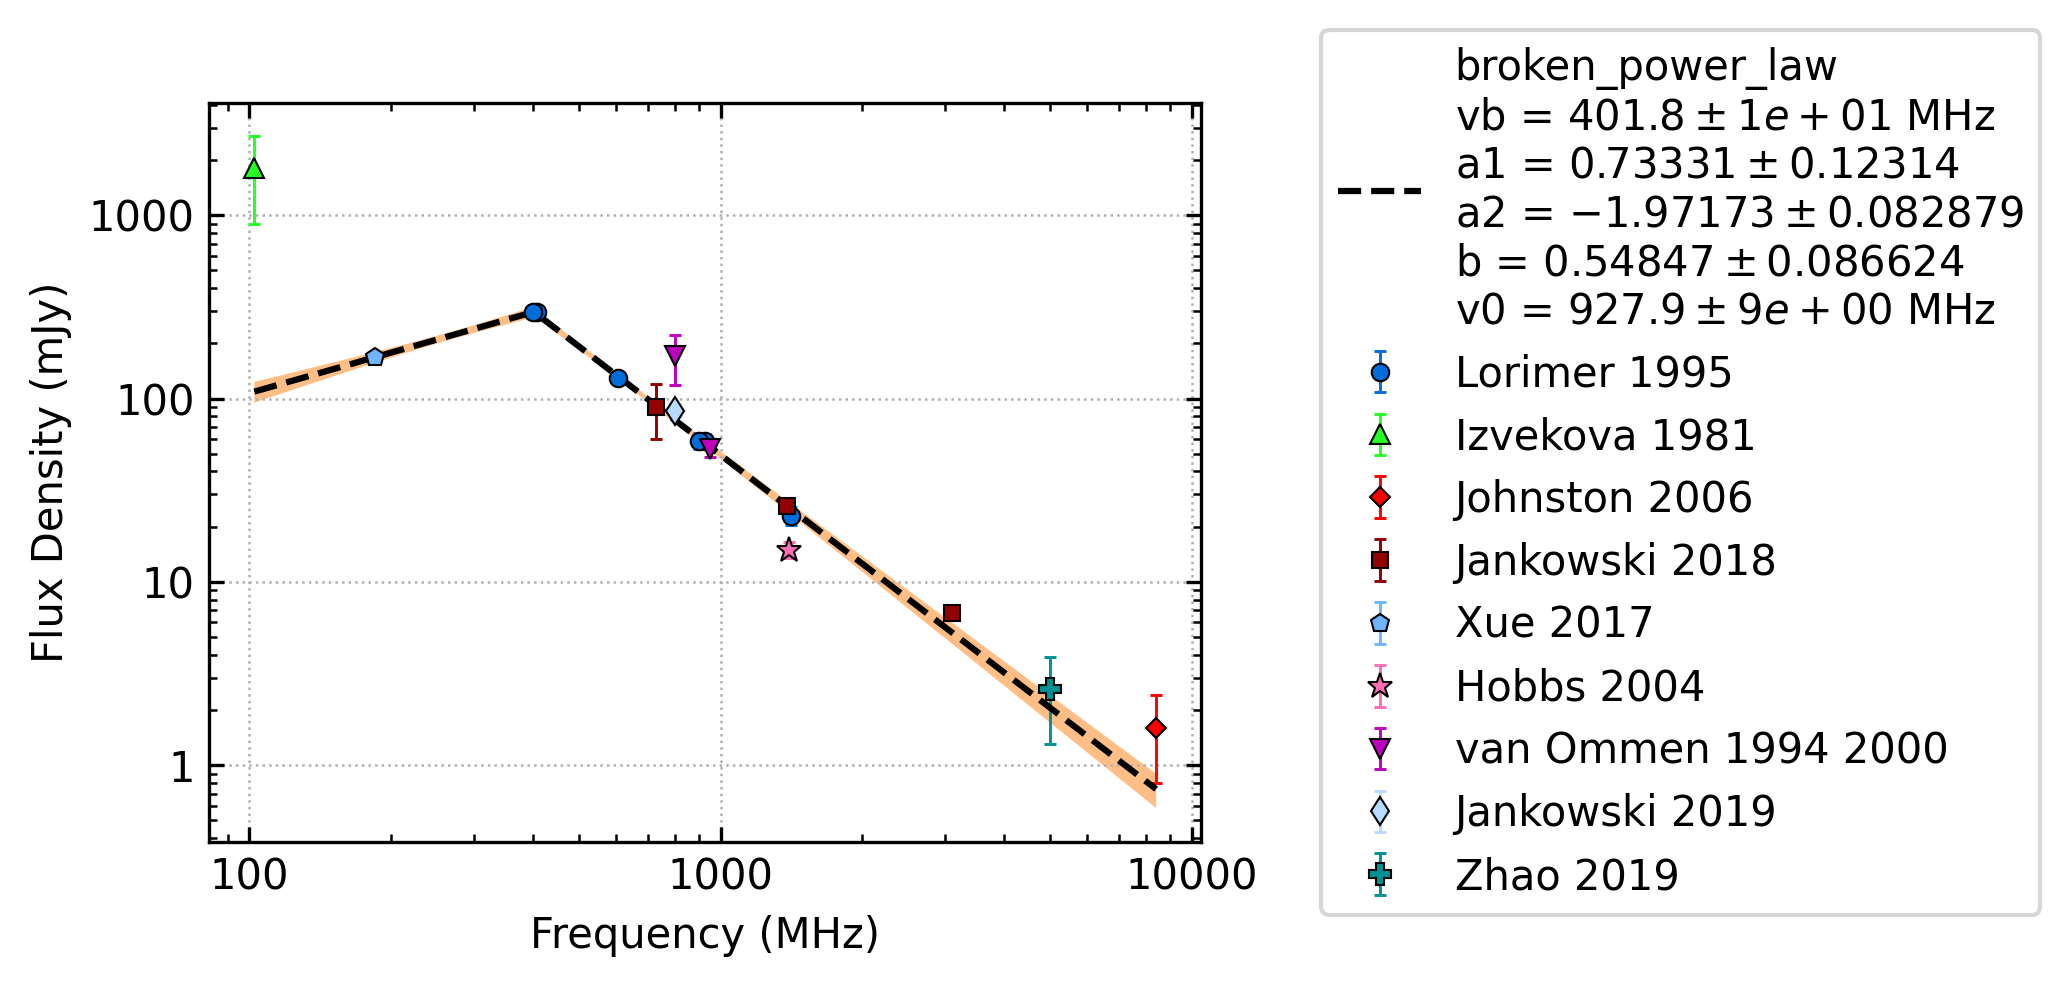 Flux Density (mJy)
1000
100
10
1
100
1000
10000
Frequency (MHz)
broken_power_law
vb = 401.8 ± 1e + 01 MHz
a1 = 0.73331 ± 0.12314
a2 = −1.97173 ± 0.082879
b = 0.54847 ± 0.086624
v0 = 927.9 ± 9e + 00 MHz
Lorimer 1995
Izvekova 1981
Johnston 2006
Jankowski 2018
Xue 2017
Hobbs 2004
van Ommen 1994 2000
Jankowski 2019
Zhao 2019